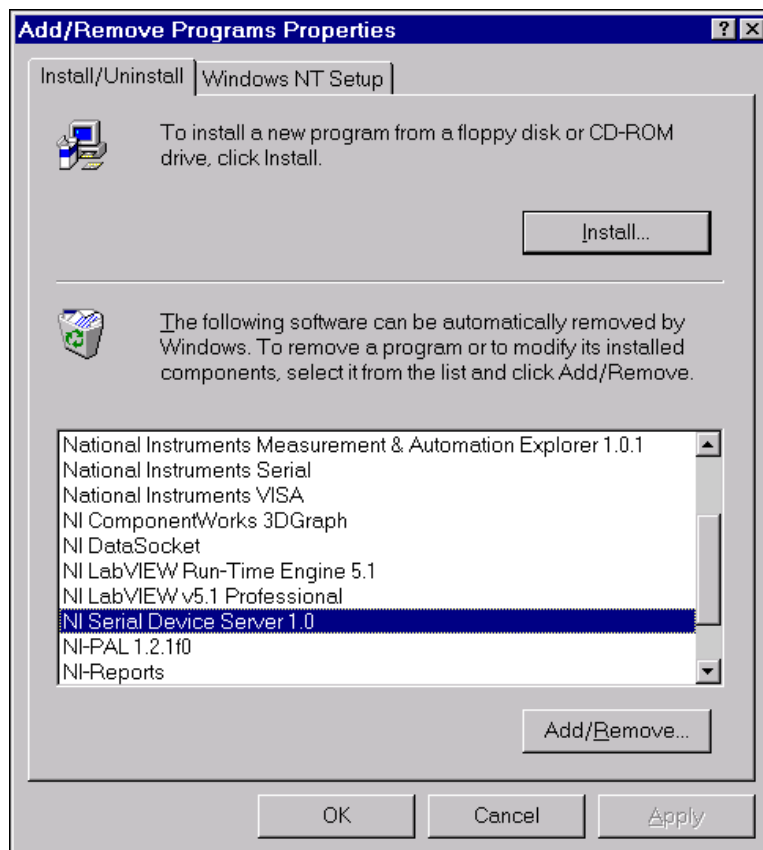 Add/Remove Programs Properties
Install/Uninstall
Windows NT Setup
To install a new program from a floppy disk or CD-ROM
drive, click Install.
Install...
The following software can be automatically removed by
Windows. To remove a program or to modify its installed
components, select it from the list and click Add/Remove.
National Instruments Measurement & Automation Explorer 1.0.1
National Instruments Serial
National Instruments VISA
NI ComponentWorks 3DGraph
NI DataSocket
NI LabVIEW Run-Time Engine 5.1
NI LabVIEW v5.1 Professional
NI Serial Device Server 1.0
NI-PAL 1.2.1f0
NI-Reports
Add/Remove...
OK
Cancel
Apply